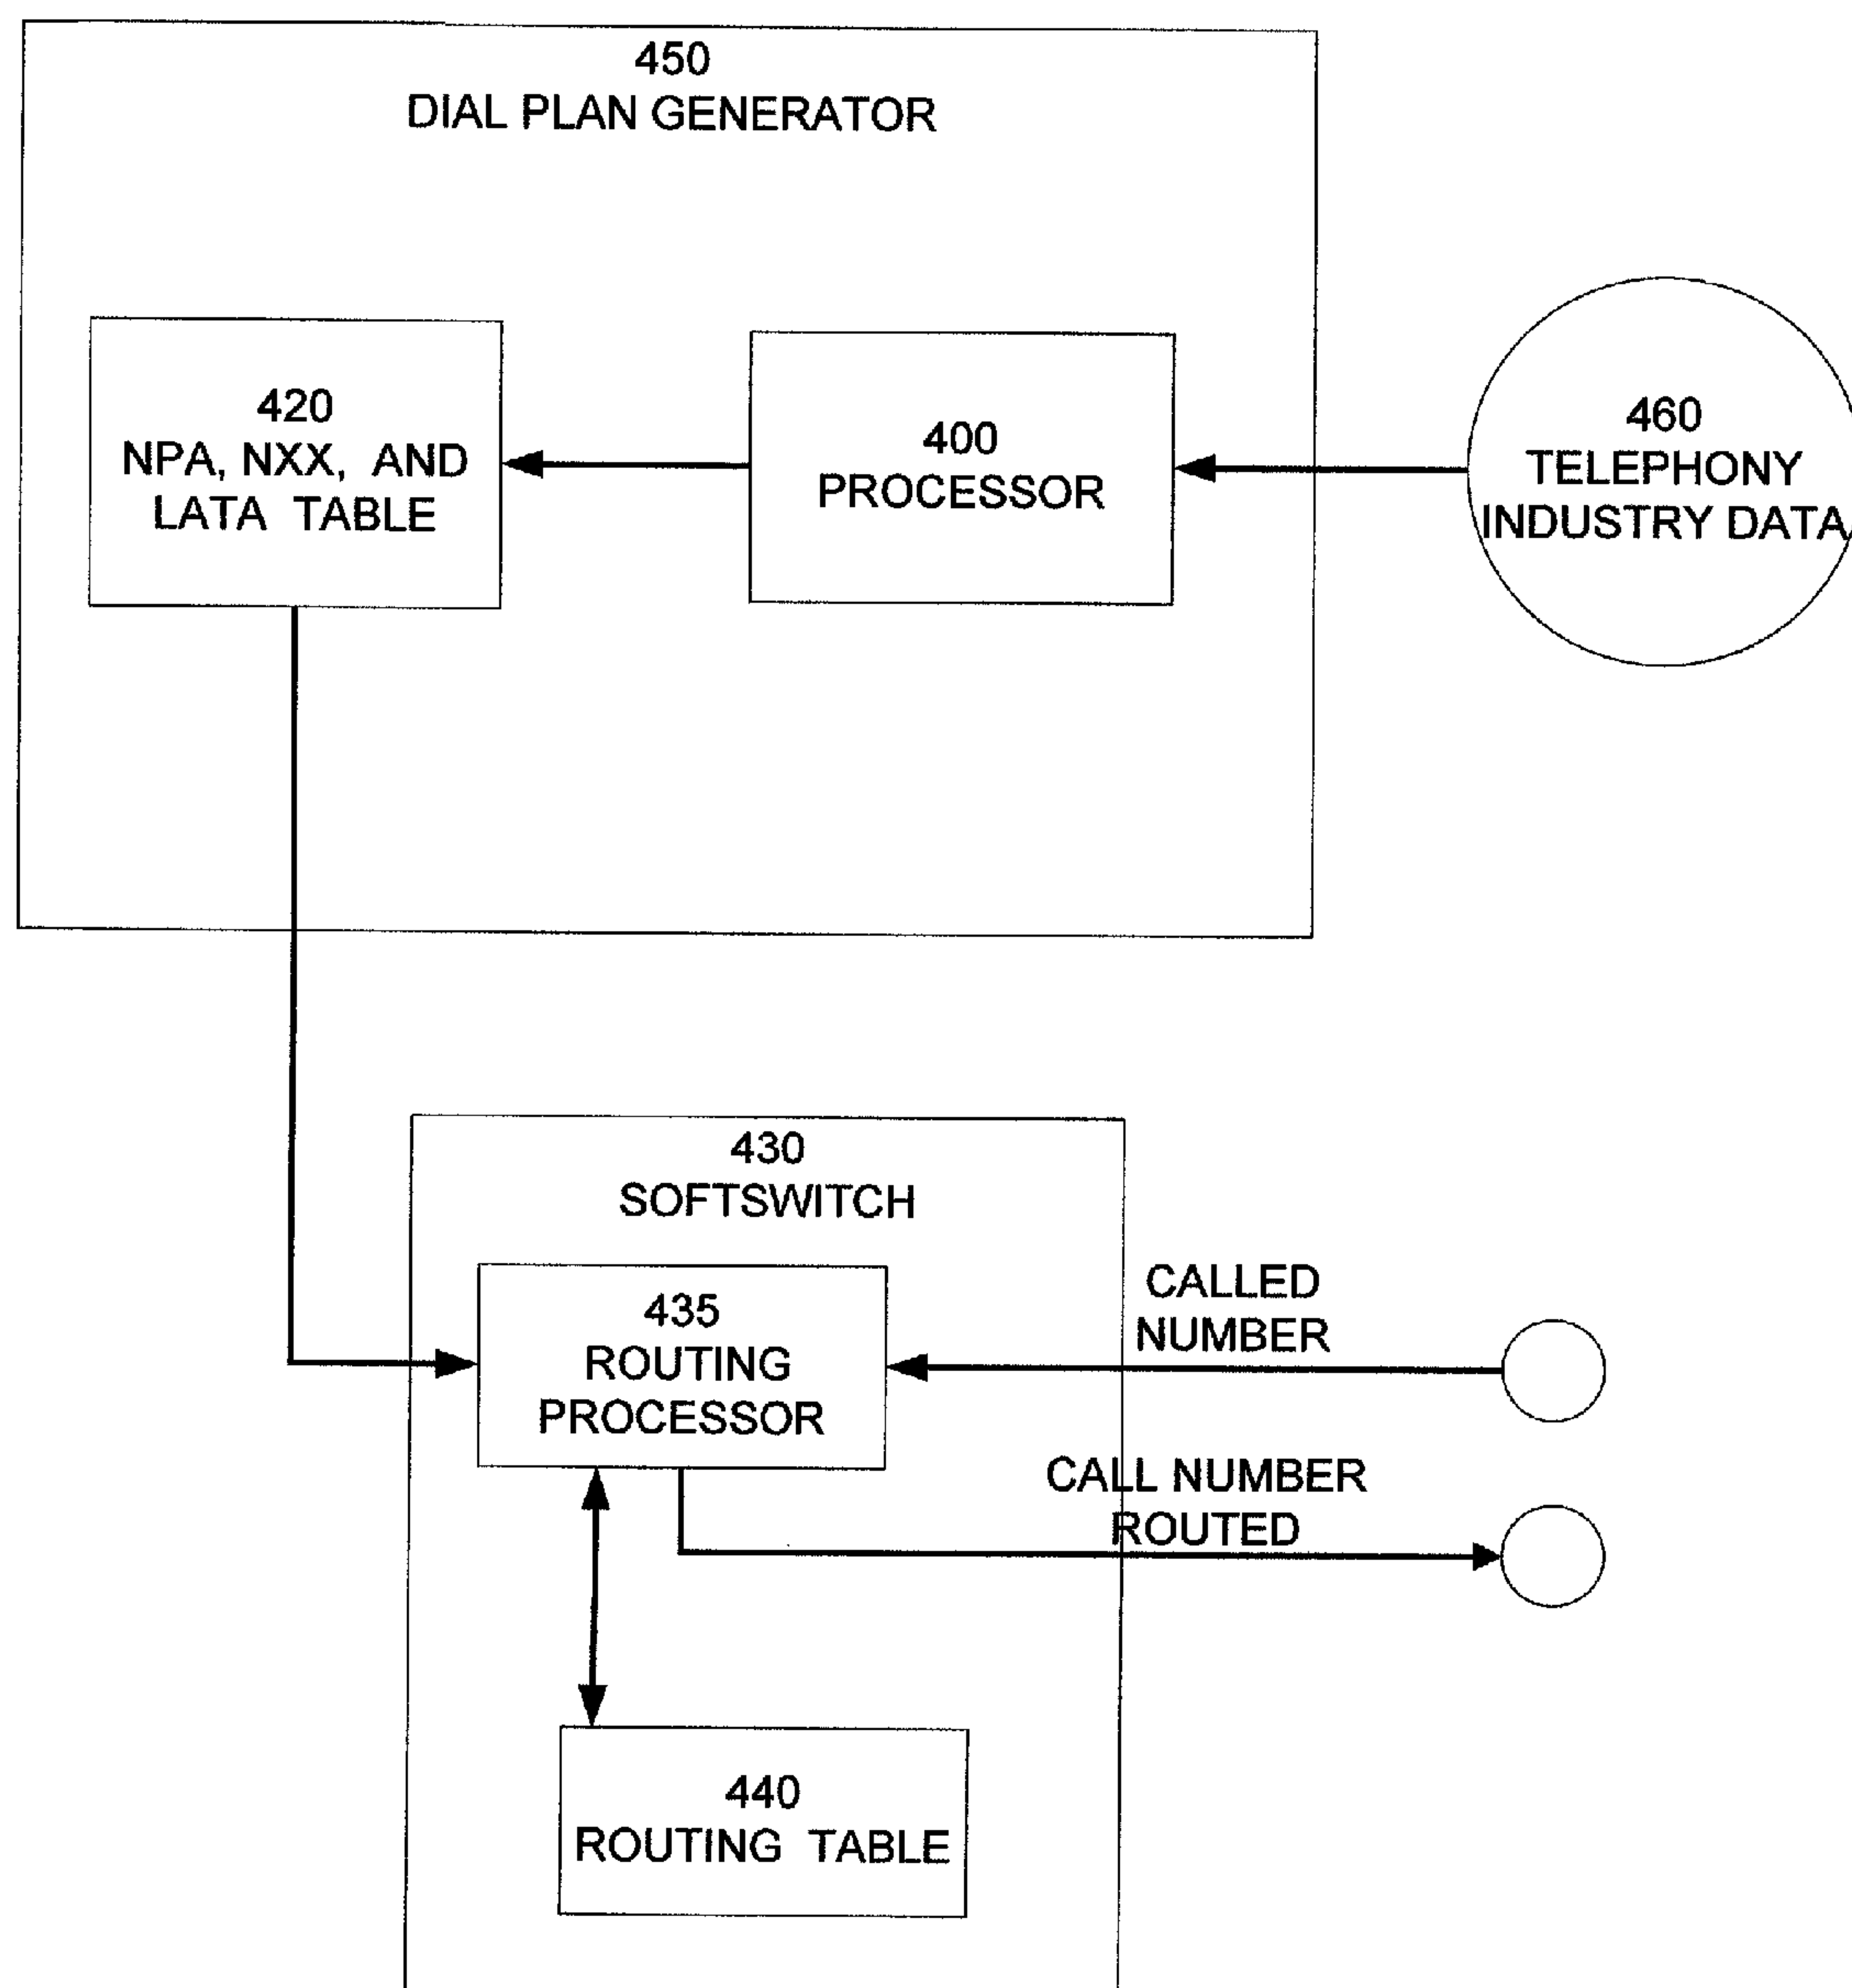 450
DIAL PLAN GENERATOR
420
NPA, NXX, AND
LATA TABLE
400
PROCESSOR
460
TELEPHONY
INDUSTRY DATA
430
SOFTSWITCH
435
ROUTING
PROCESSOR
CALLED
NUMBER
CALL NUMBER
ROUTED
440
ROUTING TABLE